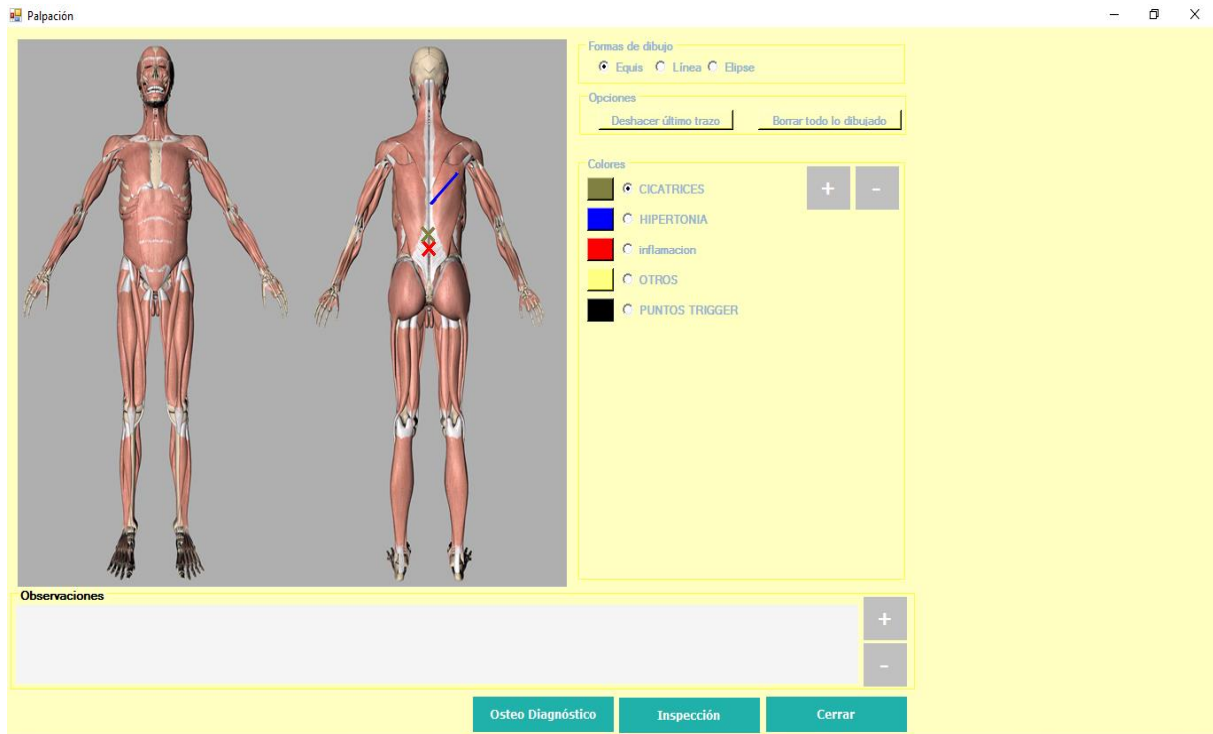 Palpación
Formas de dibujo
Equis Línea Elipse
Opciones
Deshacer último trazo Borrar todo lo dibujado
Colores
CICATRICES + -
HIPERTONIA
inflamacion
OTROS
PUNTOS TRIGGER
Observaciones
+
-
Osteo Diagnóstico Inspección Cerrar